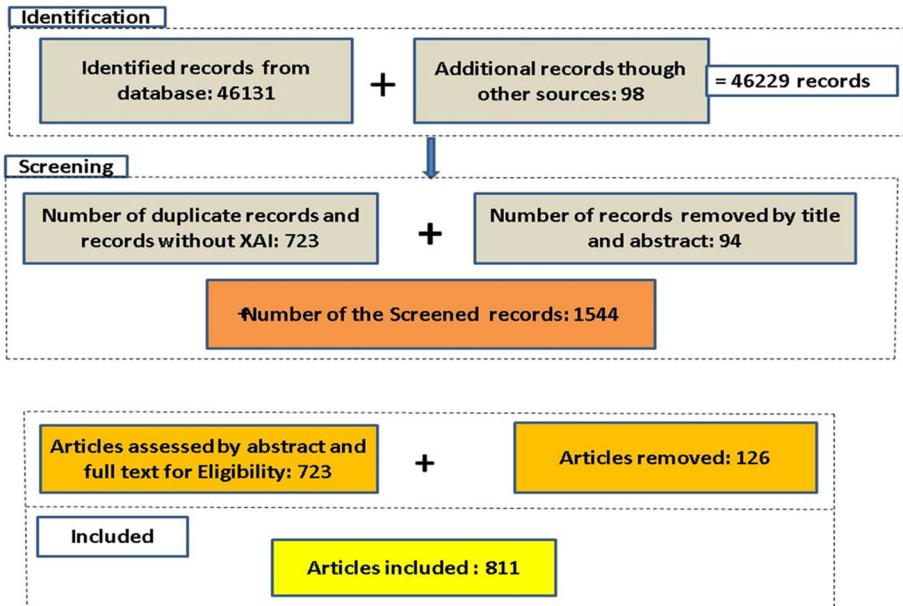 Identification
Identified records from
database: 46131
+
Additional records though
other sources: 98
= 46229 records
Screening
Number of duplicate records and
records without XAI: 723
+
Number of records removed by title
and abstract: 94
+Number of the Screened records: 1544
Articles assessed by abstract and
full text for Eligibility: 723
+
Articles removed: 126
Included
Articles included : 811